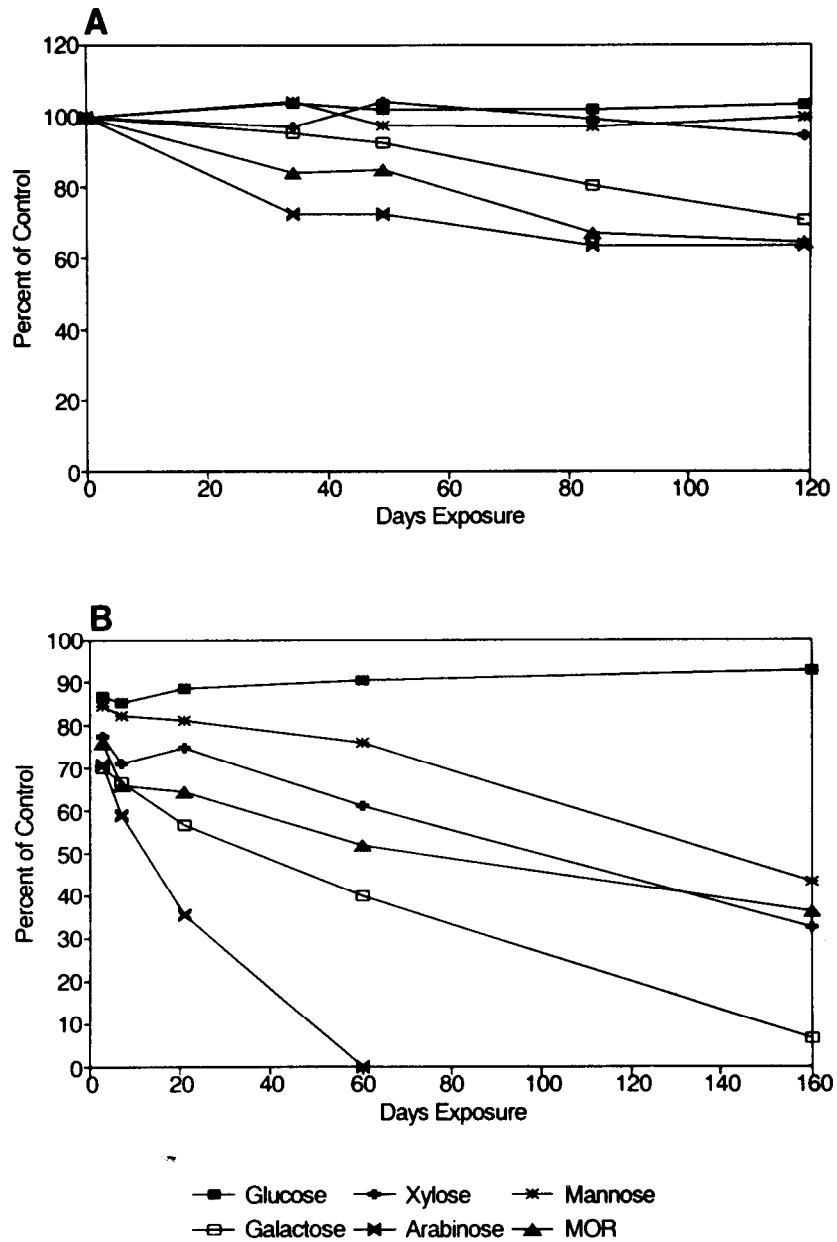 A
120
100
80
60
40
20
0
Percent of Control
0 20 40 60 80 100 120
Days Exposure
B
100
90
80
70
60
50
40
30
20
10
0
Percent of Control
0 20 40 60 80 100 120 140 160
Days Exposure
Glucose Xylose Mannose
Galactose Arabinose MOR